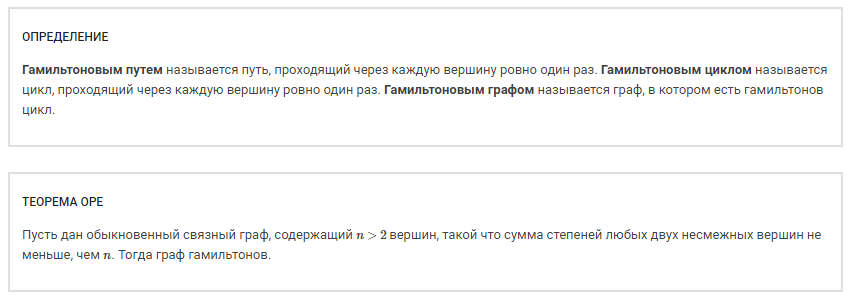 ОПРЕДЕЛЕНИЕ
Гамильтоновым путем называется путь, проходящий через каждую вершину ровно один раз. Гамильтоновым циклом называется
цикл, проходящий через каждую вершину ровно один раз. Гамильтоновым графом называется граф, в котором есть гамильтонов
цикл.
ТЕОРЕМА ОРЕ
Пусть дан обыкновенный связный граф, содержащий n > 2 вершин, такой что сумма степеней любых двух несмежных вершин не
меньше, чем n. Тогда граф гамильтонов.